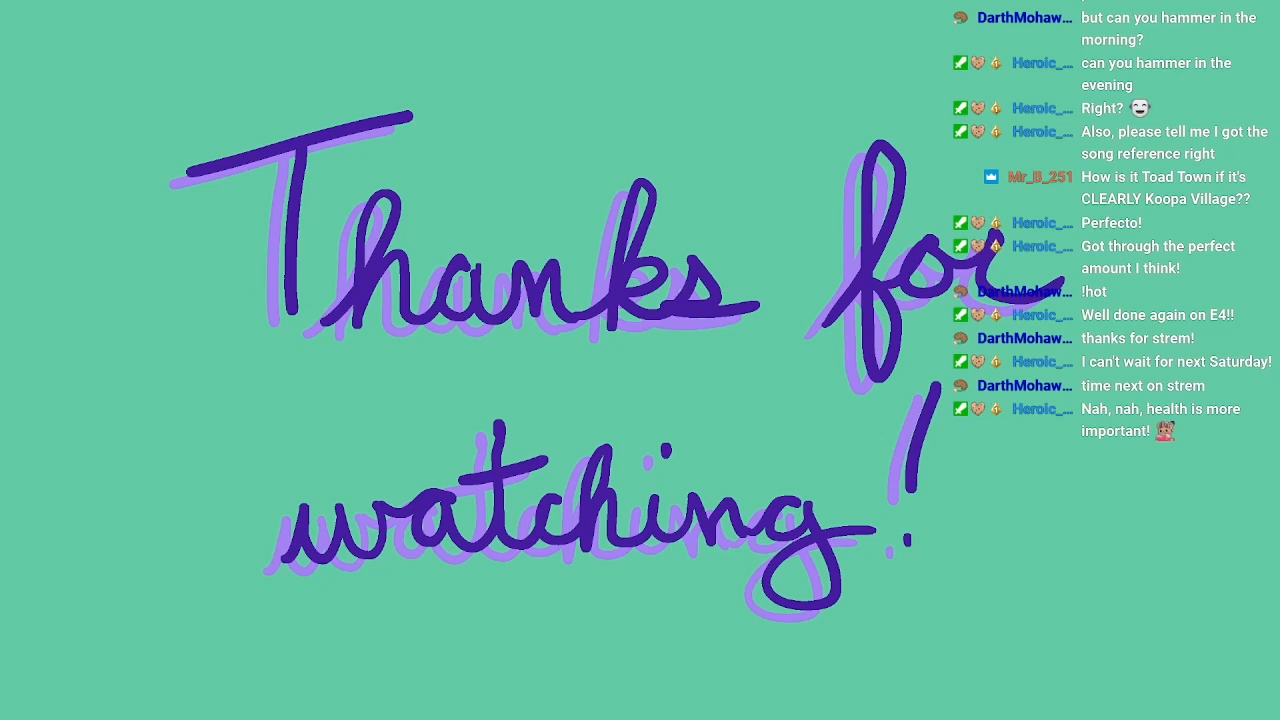 Thanks for
watching!
DarthMohaw... but can you hammer in the
morning?
Heroic_... can you hammer in the
evening
Heroic_... Right?
Heroic_... Also, please tell me I got the
song reference right
Mr_B_251 How is it Toad Town if it's
CLEARLY Koopa Village??
Heroic_... Perfecto!
Heroic_... Got through the perfect
amount I think!
DarthMohaw... !hot
Heroic_... Well done again on E4!!
DarthMohaw... thanks for strem!
Heroic_... I can't wait for next Saturday!
DarthMohaw... time next on strem
Heroic_... Nah, nah, health is more
important!